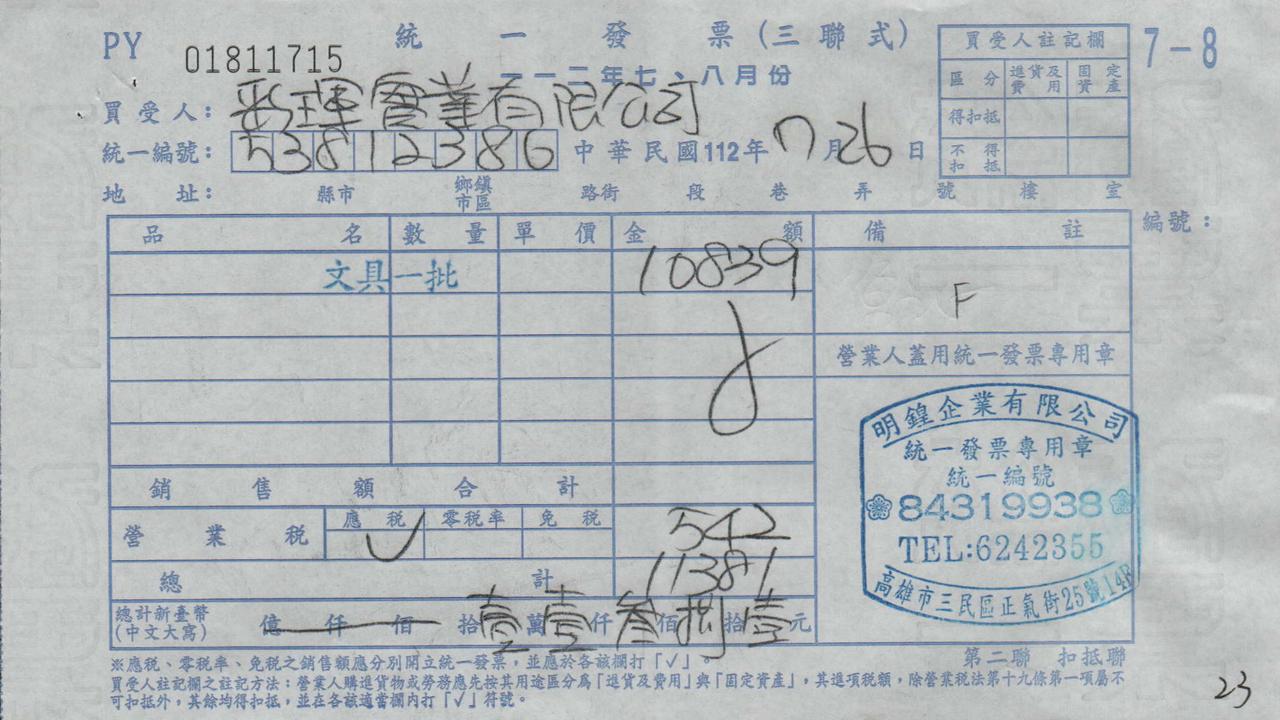 PY 01811715 統一發票(三聯式) 7-8
一一二年七、八月份
買受人: 彩琿實業有限公司
統一編號: 53812386 中華民國112年7月26日
地址: 縣市 鄉鎮市區 路街 段 巷 弄 號 樓 室
買受人註記欄
區分 進貨及費用 固定資產
得扣抵
不得扣抵
品名 數量 單價 金額 備註 編號:
文具一批 10839 F
營業人蓋用統一發票專用章
銷售額合計
營業稅 應稅 零稅率 免稅 542
✓
總計 11381
總計新臺幣(中文大寫) 億仟佰拾壹萬壹仟叁佰捌拾壹元
明鍠企業有限公司
統一發票專用章
統一編號
84319938
TEL:6242355
高雄市三民區正氣街25號14F
※應稅、零稅率、免稅之銷售額應分別開立統一發票,並應於各該欄打「✓」。
第二聯 扣抵聯
買受人註記欄之註記方法:營業人購進貨物或勞務應先按其用途區分為「進貨及費用」與「固定資產」,其進項稅額,除營業稅法第十九條第一項屬不
可扣抵外,其餘均得扣抵,並在各該適當欄內打「✓」符號。
23